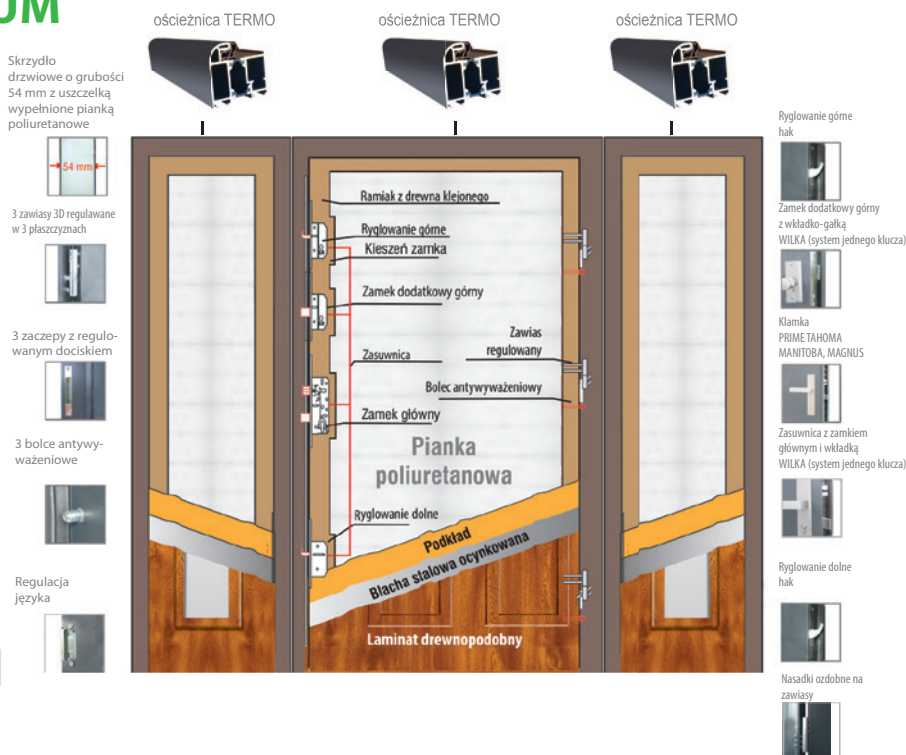 UM
ościeżnica TERMO
ościeżnica TERMO
ościeżnica TERMO
Skrzydło
drzwiowe o grubości
54 mm z uszczelką
wypełnione pianką
poliuretanowe
54 mm
3 zawiasy 3D regulawane
w 3 płaszczyznach
3 zaczepy z regulo-
wanym dociskiem
3 bolce antywy-
ważeniowe
Regulacja
języka
Ramiak z drewna klejonego
Ryglowanie górne
Kieszeń zamka
Zamek dodatkowy górny
Zasuwnica
Zawias
regulowany
Bolec antywyważeniowy
Zamek główny
Pianka
poliuretanowa
Ryglowanie dolne
Podkład
Blacha stalowa ocynkowana
Laminat drewnopodobny
Ryglowanie górne
hak
Zamek dodatkowy górny
z wkładko-gałką
WILKA (system jednego klucza)
Klamka
PRIME TAHOMA
MANITOBA, MAGNUS
Zasuwnica z zamkiem
głównym i wkładką
WILKA (system jednego klucza)
Ryglowanie dolne
hak
Nasadki ozdobne na
zawiasy